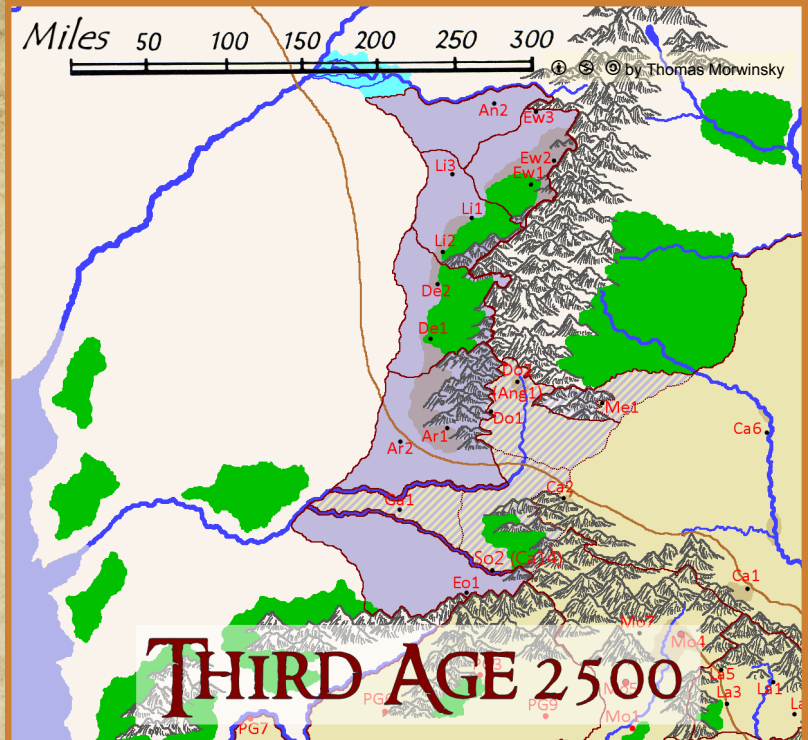 Miles 50 100 150 200 250 300
by Thomas Morwinsky
An2
Ew3
Ew2
Ew1
Li3
Li1
Li2
De2
De1
Do2
(Ang1)
Do1
Me1
Ar1
Ar2
Ca6
Ca2
Ca1
So2 (Ca14)
Eo1
Mo7
Mo4
La5
La3
La1
La
PG9
Mo1
PG7
THIRD AGE 2500